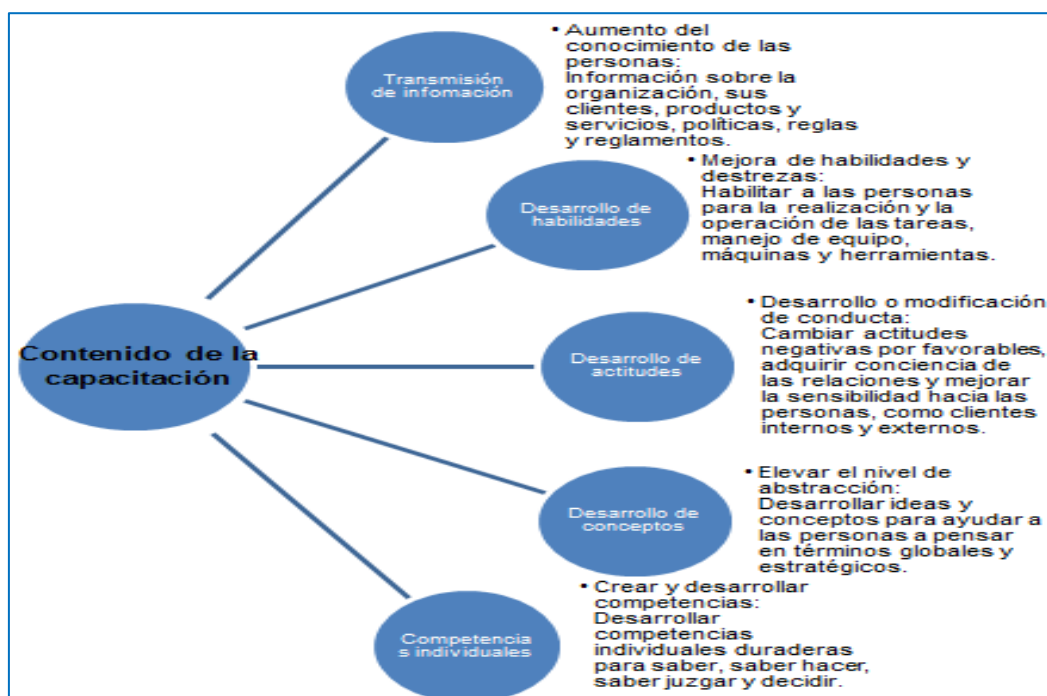 Contenido de la
capacitación
Transmisión
de infomación
• Aumento del
conocimiento de las
personas:
Información sobre la
organización, sus
clientes, productos y
servicios, políticas, reglas
y reglamentos.
Desarrollo de
habilidades
• Mejora de habilidades y
destrezas:
Habilitar a las personas
para la realización y la
operación de las tareas,
manejo de equipo,
máquinas y herramientas.
Desarrollo de
actitudes
• Desarrollo o modificación
de conducta:
Cambiar actitudes
negativas por favorables,
adquirir conciencia de
las relaciones y mejorar
la sensibilidad hacia las
personas, como clientes
internos y externos.
Desarrollo de
conceptos
• Elevar el nivel de
abstracción:
Desarrollar ideas y
conceptos para ayudar a
las personas a pensar
en términos globales y
estratégicos.
Competencia
s individuales
• Crear y desarrollar
competencias:
Desarrollar
competencias
individuales duraderas
para saber, saber hacer,
saber juzgar y decidir.